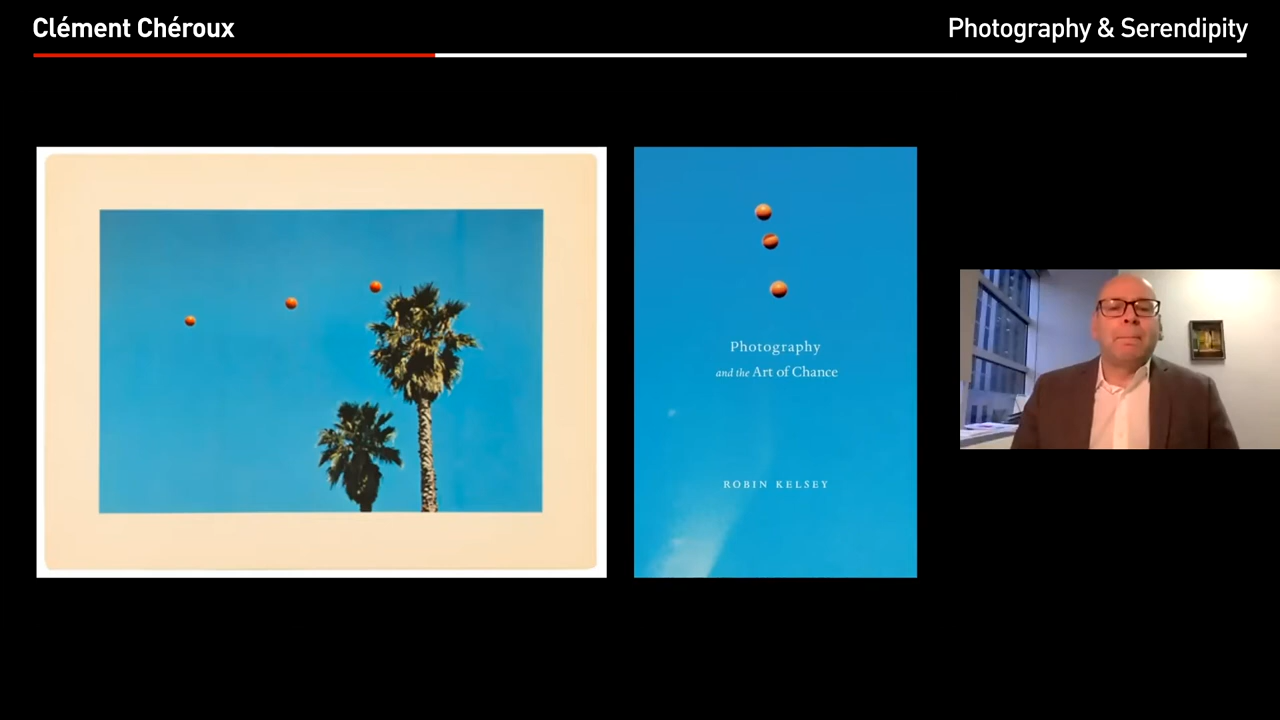 Clément Chéroux
Photography & Serendipity
Photography
and the Art of Chance
ROBIN KELSEY